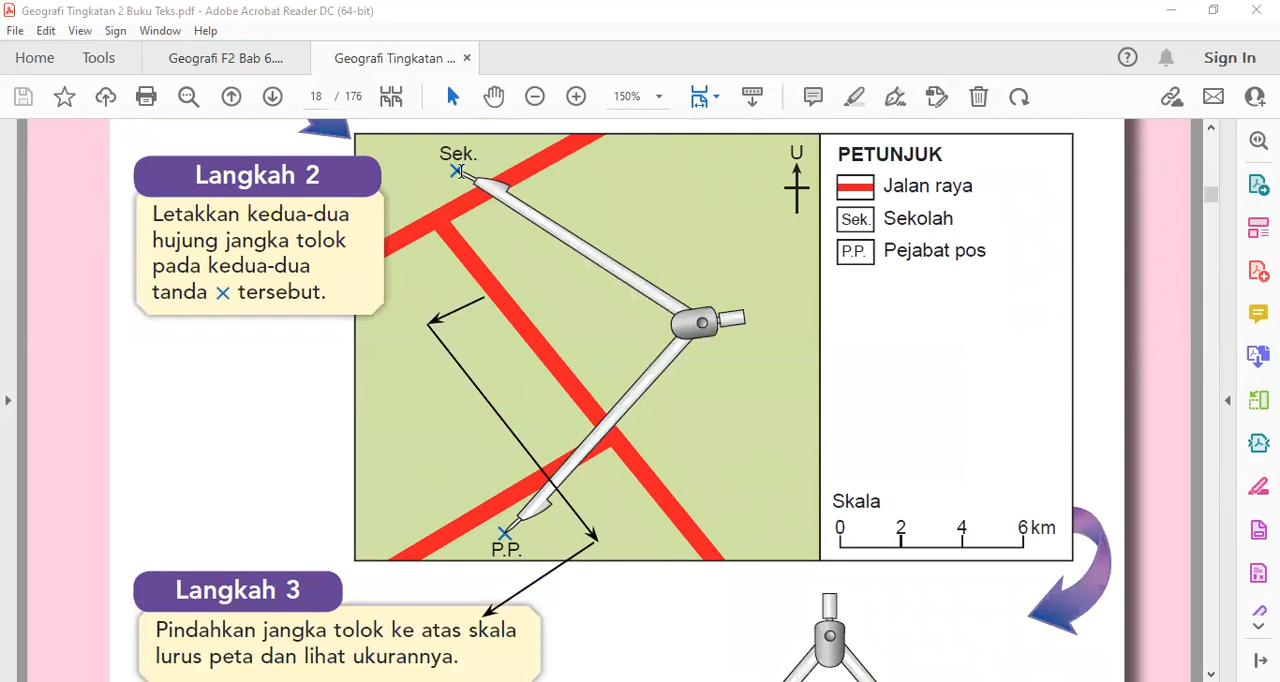 Geografi Tingkatan 2 Buku Teks.pdf - Adobe Acrobat Reader DC (64-bit)
File Edit View Sign Window Help
Home Tools Geografi F2 Bab 6.... Geografi Tingkatan ... × Sign In
18 / 176 150%
Langkah 2
Letakkan kedua-dua
hujung jangka tolok
pada kedua-dua
tanda × tersebut.
Sek.
U
P.P.
PETUNJUK
Jalan raya
Sek. Sekolah
P.P. Pejabat pos
Skala
0 2 4 6 km
Langkah 3
Pindahkan jangka tolok ke atas skala
lurus peta dan lihat ukurannya.